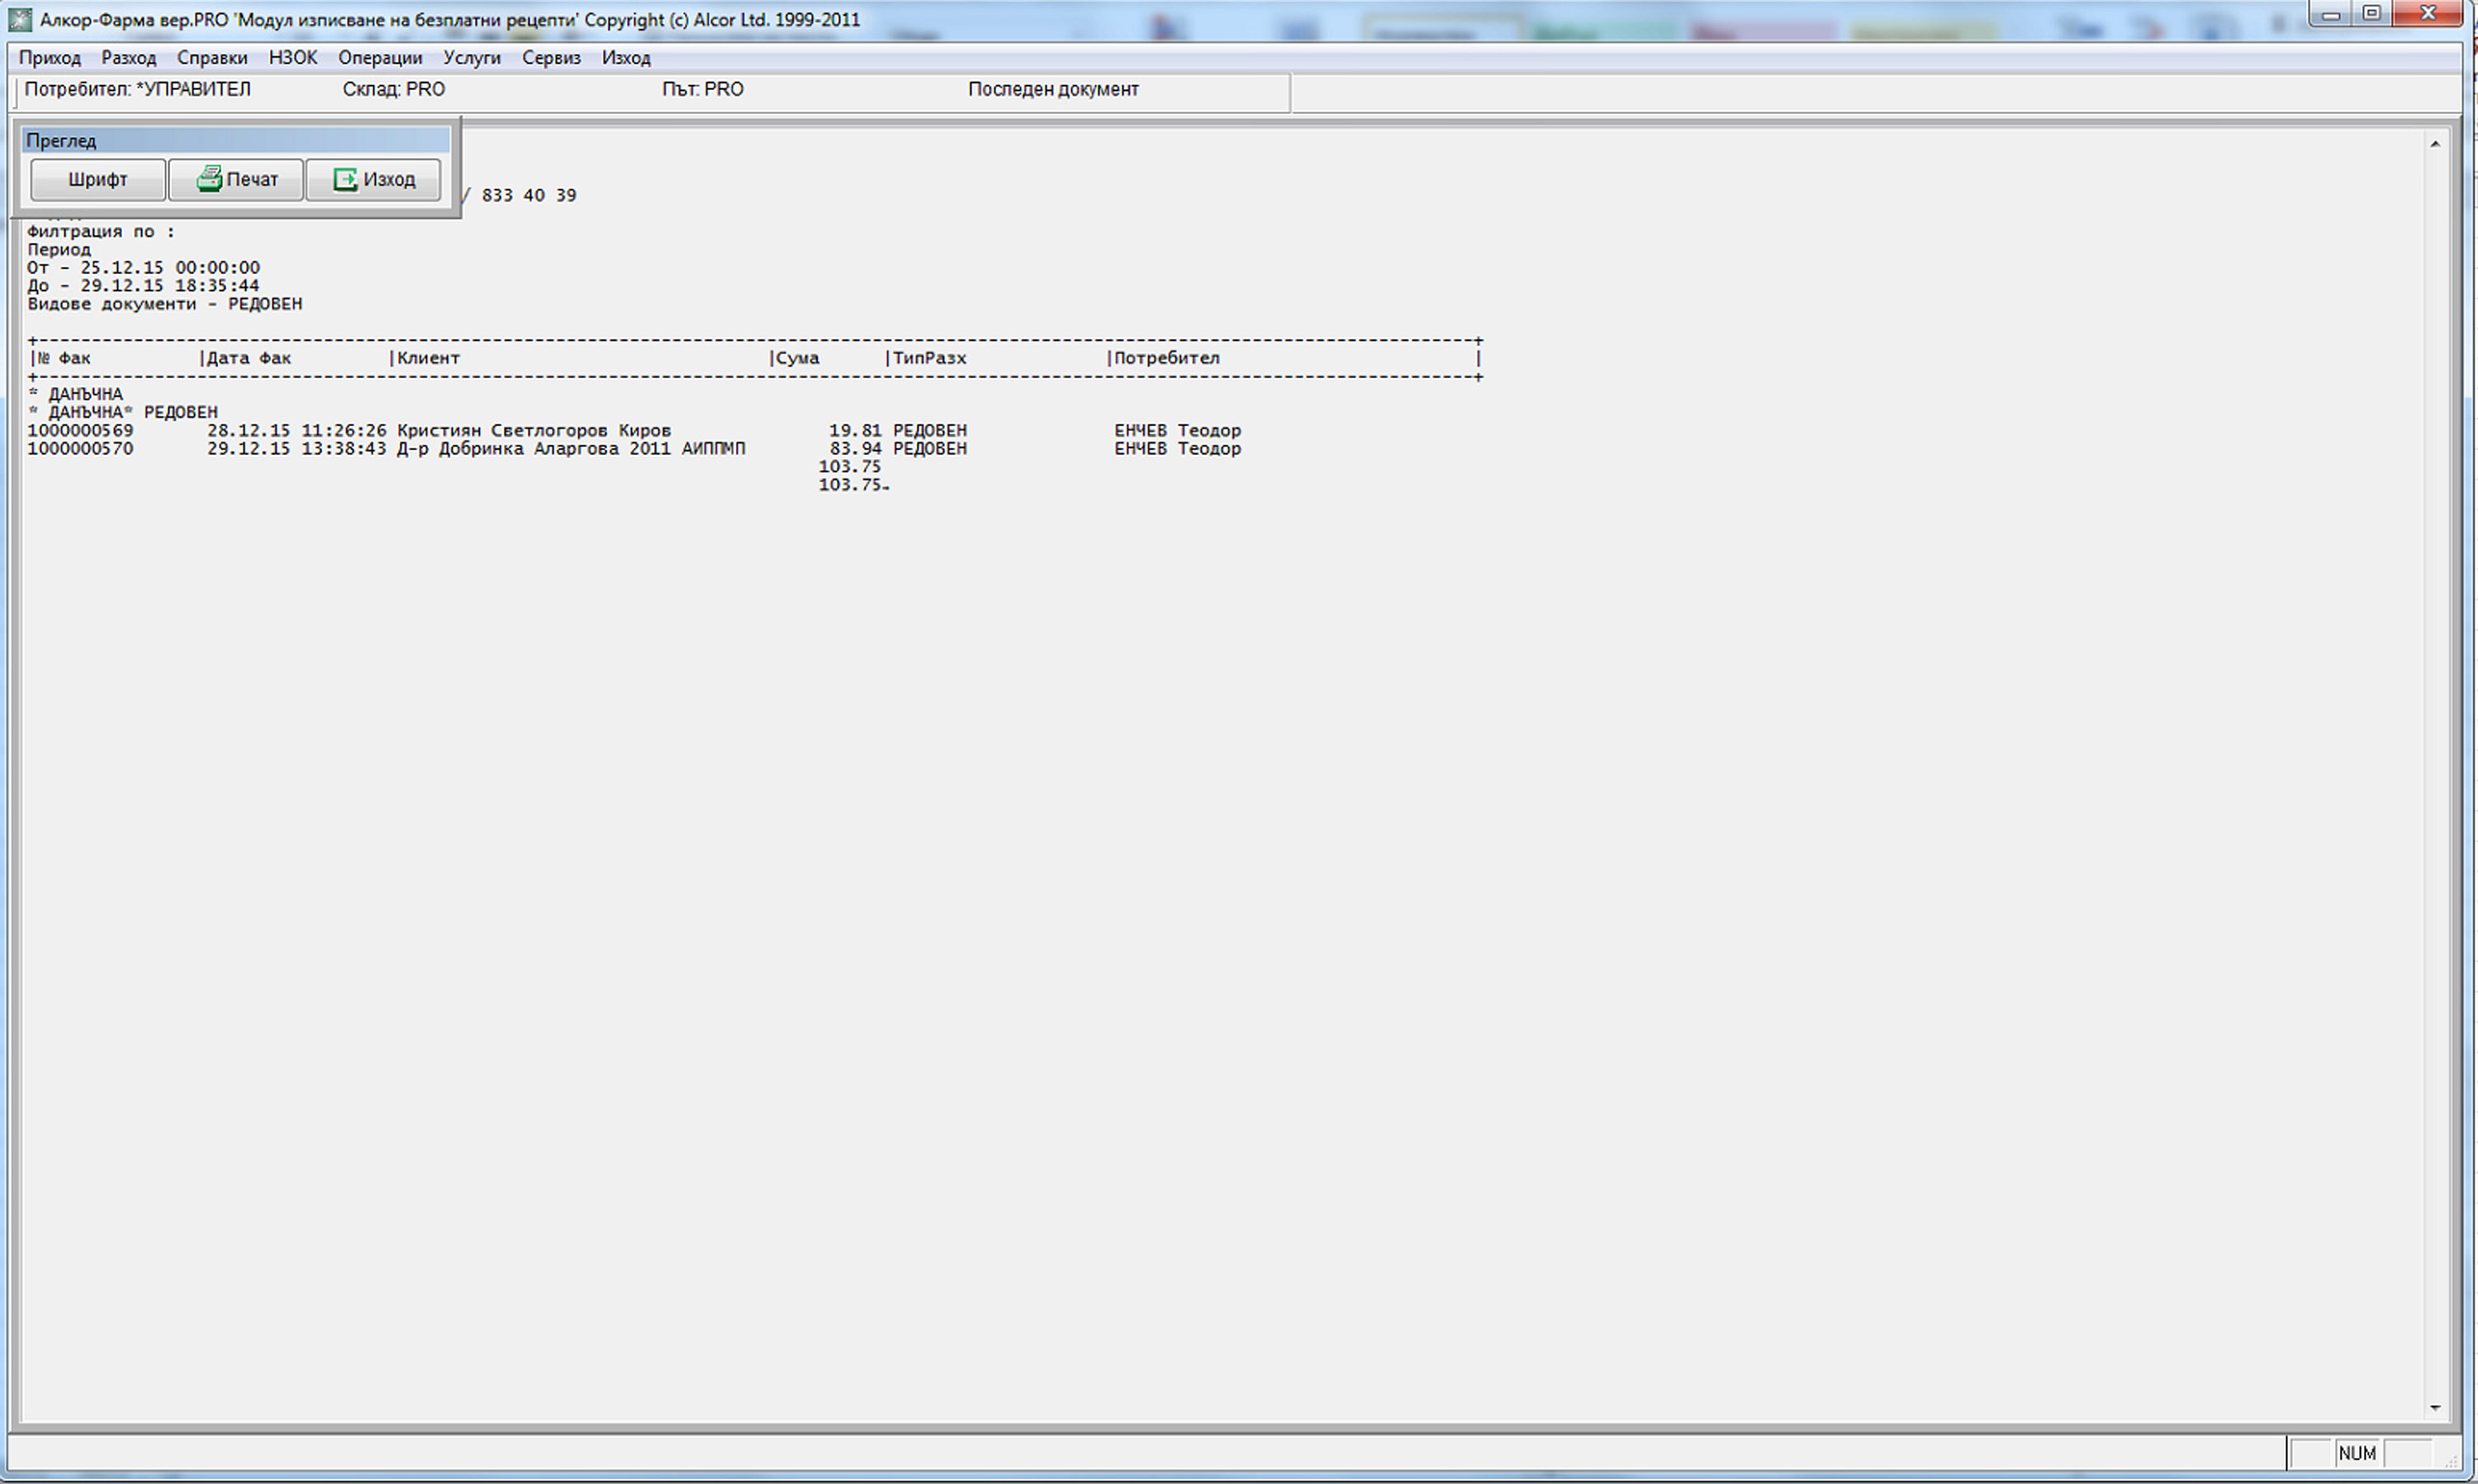 Алкор-Фарма вер.PRO 'Модул изписване на безплатни рецепти' Copyright (c) Alcor Ltd. 1999-2011
Приход Разход Справки НЗОК Операции Услуги Сервиз Изход
Потребител: *УПРАВИТЕЛ Склад: PRO Път: PRO Последен документ
Преглед
Шрифт Печат Изход
/ 833 40 39
Филтрация по :
Период
От - 25.12.15 00:00:00
До - 29.12.15 18:35:44
Видове документи - РЕДОВЕН
+-----------------------------------------------------------------------------------------------------------------------------------------+
|№ Фак |Дата Фак |Клиент |Сума |ТипРазх |Потребител |
+-----------------------------------------------------------------------------------------------------------------------------------------+
* ДАНЪЧНА
* ДАНЪЧНА* РЕДОВЕН
1000000569 28.12.15 11:26:26 Кристиян Светлогоров Киров 19.81 РЕДОВЕН ЕНЧЕВ Теодор
1000000570 29.12.15 13:38:43 Д-р Добринка Аларгова 2011 АИППМП 83.94 РЕДОВЕН ЕНЧЕВ Теодор
103.75
103.75
NUM